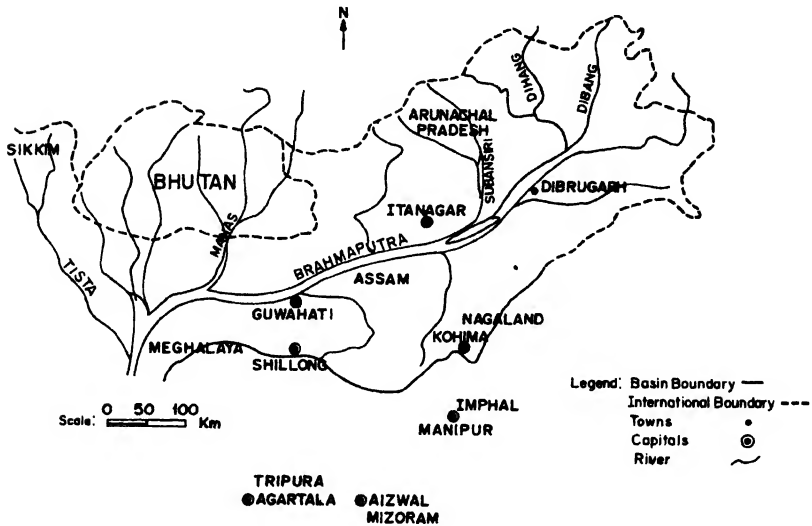 N
DIHANG
DIBANG
ARUNACHAL
PRADESH
SIKKIM
BHUTAN
SUBANSIRI
DIBRUGARH
ITANAGAR
MANAS
BRAHMAPUTRA
TISTA
ASSAM
GUWAHATI
NAGALAND
KOHIMA
MEGHALAYA
SHILLONG
Legend: Basin Boundary
International Boundary
Towns
Capitals
River
Scale: 0 50 100
Km
IMPHAL
MANIPUR
TRIPURA
AGARTALA
AIZWAL
MIZORAM